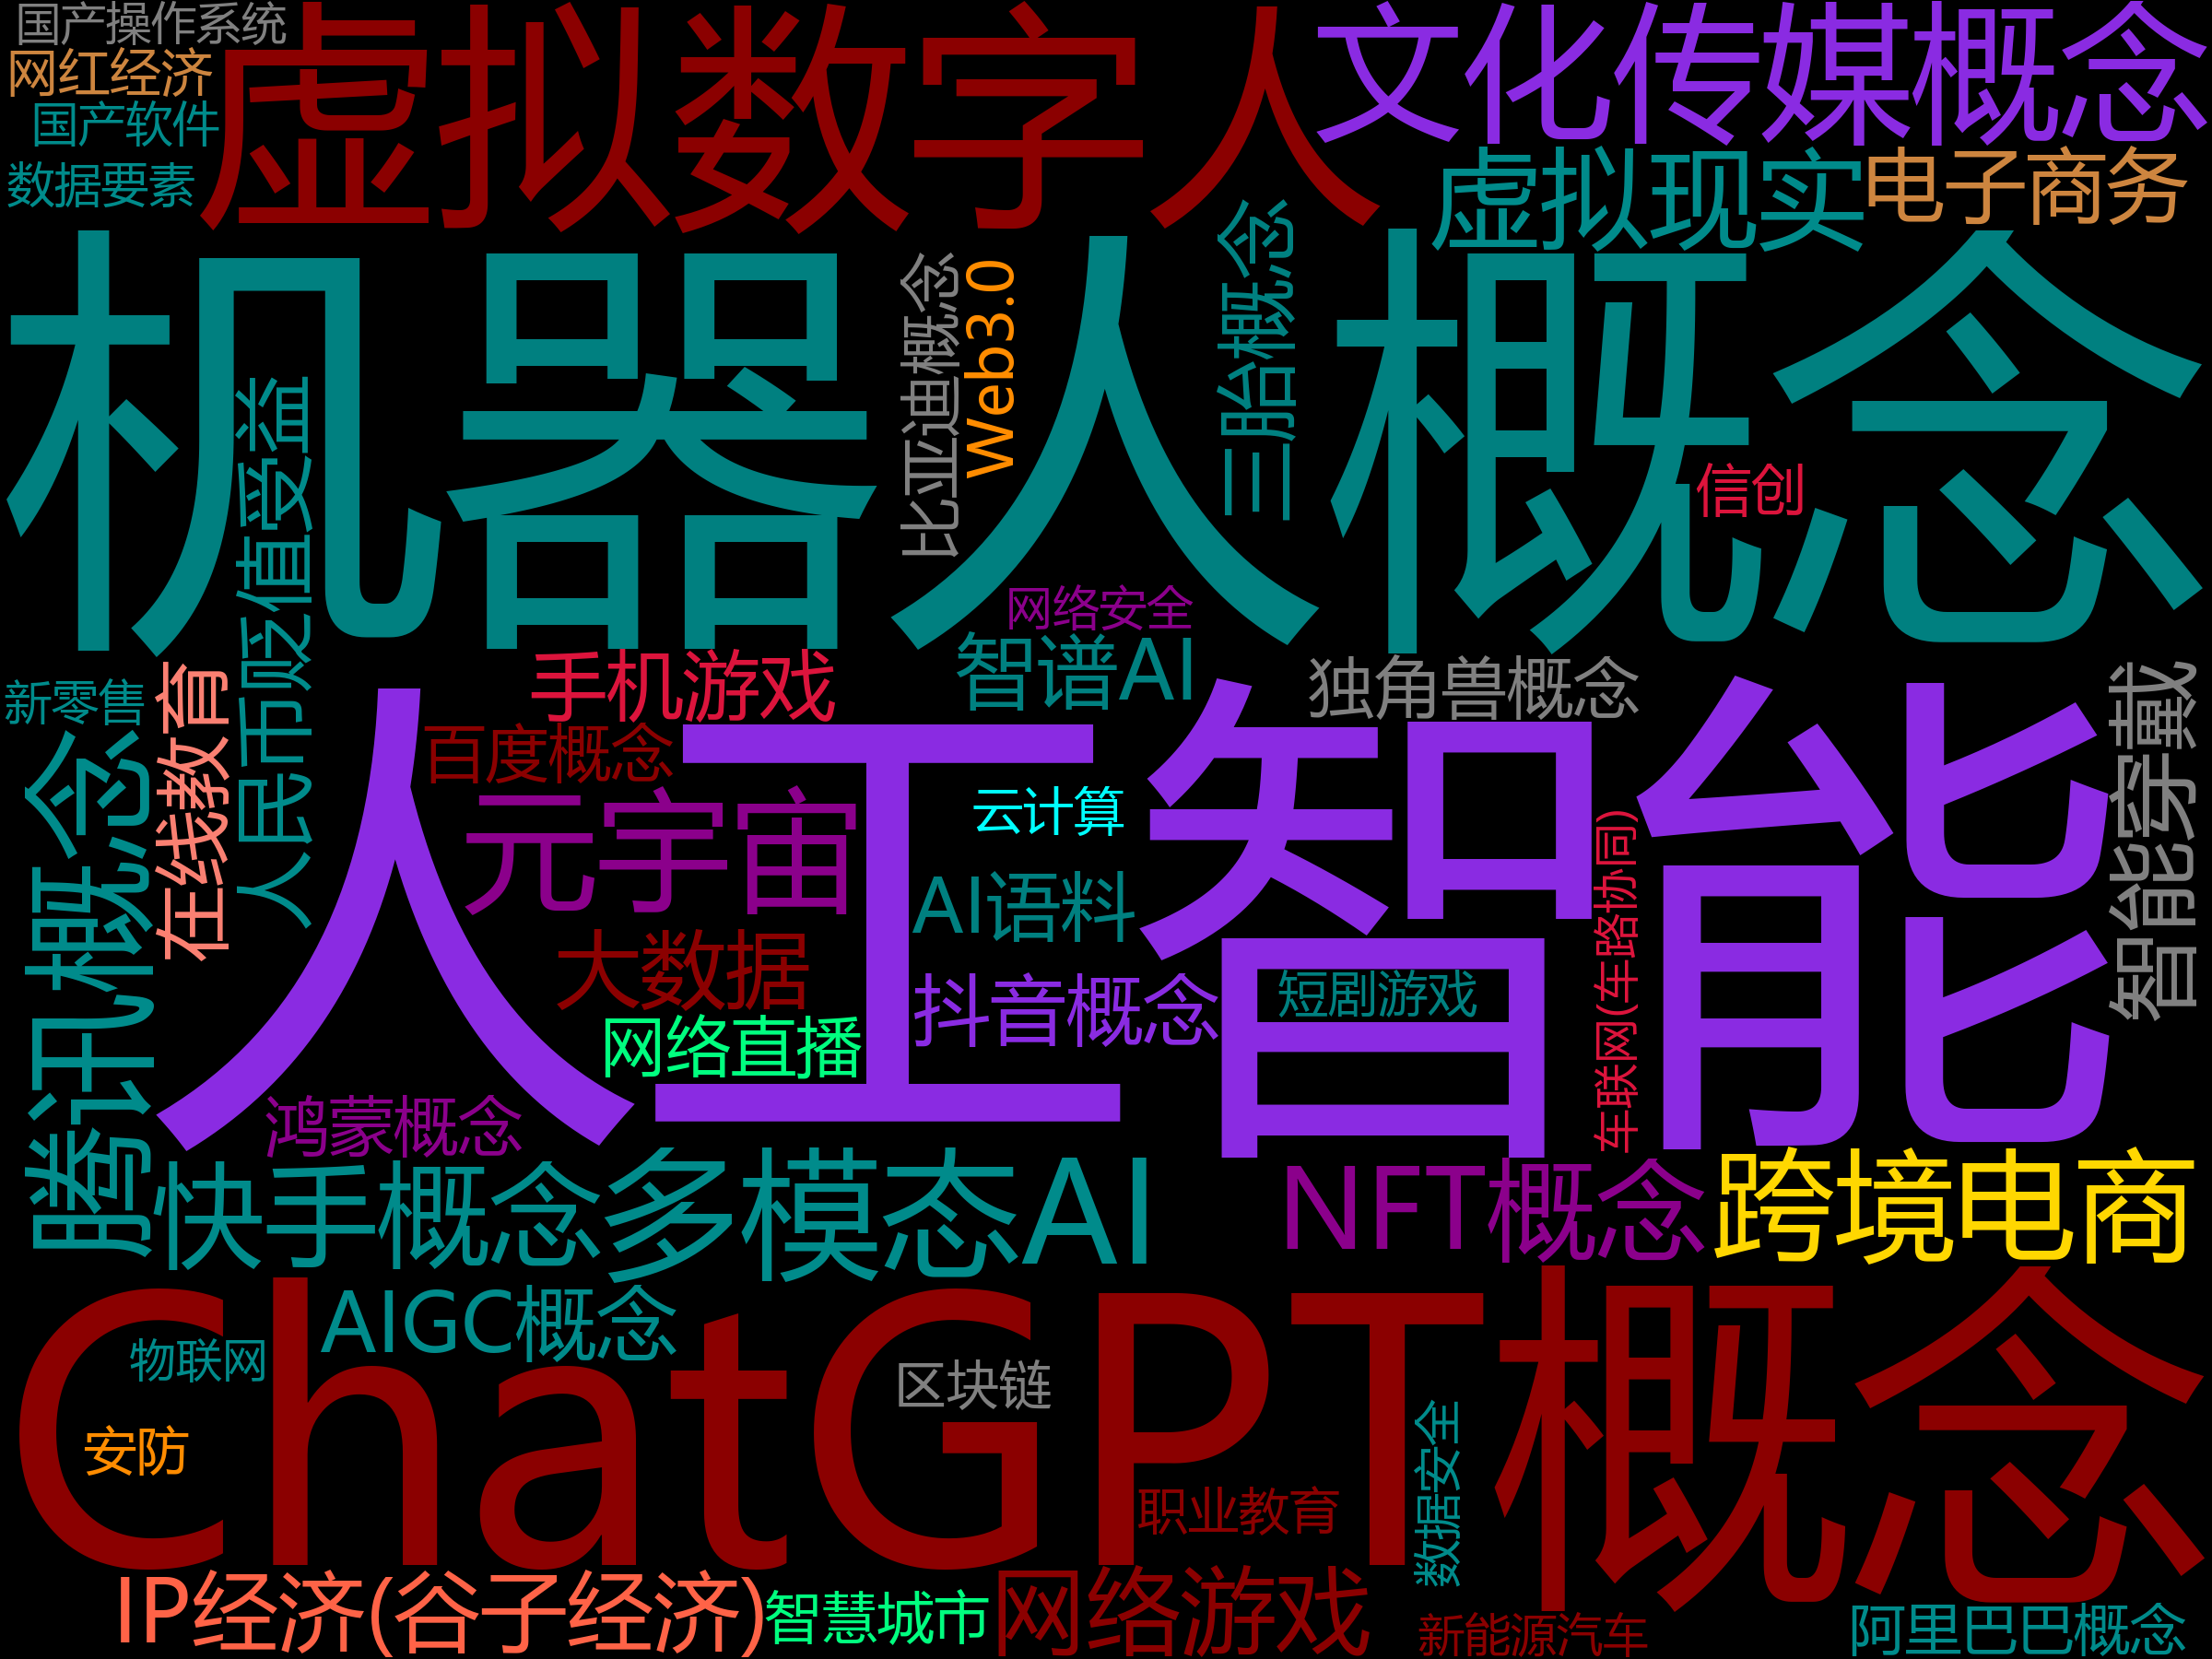 国产操作系统
网红经济
国产软件
数据要素
虚拟数字人
文化传媒概念
虚拟现实
电子商务
机器人概念
人民币贬值受益
比亚迪概念
Web3.0
三胎概念
信创
网络安全
智谱AI
手机游戏
独角兽概念
新零售
在线教育
百度概念
人工智能
元宇宙
云计算
腾讯概念
AI语料
大数据
抖音概念
短剧游戏
车联网(车路协同)
智能穿戴
网络直播
鸿蒙概念
快手概念
多模态AI
NFT概念
跨境电商
ChatGPT概念
AIGC概念
物联网
区块链
安防
职业教育
数据安全
IP经济(谷子经济)
智慧城市
网络游戏
新能源汽车
阿里巴巴概念